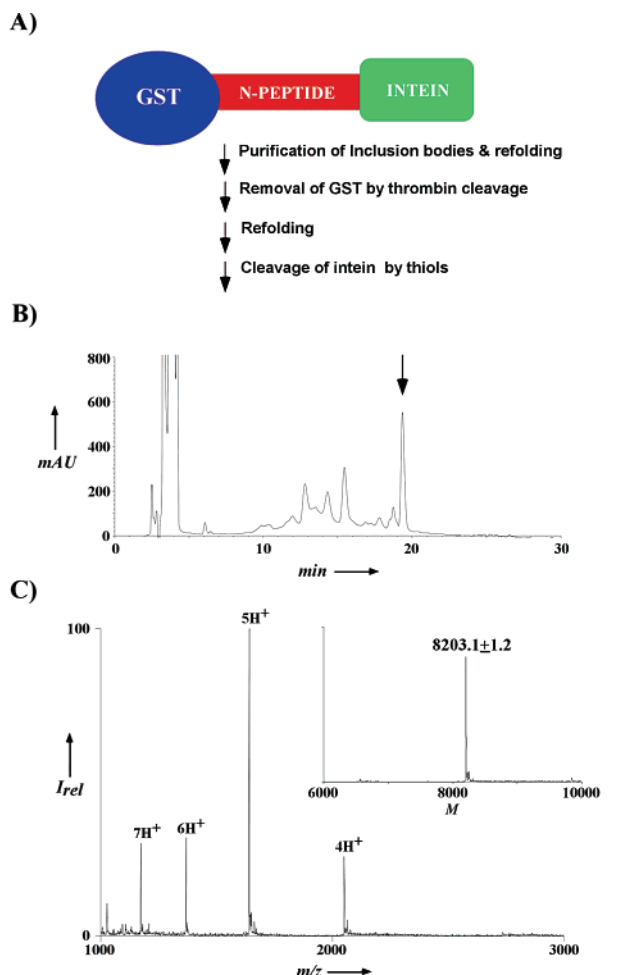 A)
GST N-PEPTIDE INTEIN
Purification of Inclusion bodies & refolding
Removal of GST by thrombin cleavage
Refolding
Cleavage of intein by thiols
B)
800
600
mAU 400
200
0
0 10 20 30
min
C)
5H+
100
8203.1±1.2
6000 8000 10000
M
Irel
7H+ 6H+ 4H+
0
1000 2000 3000
m/z